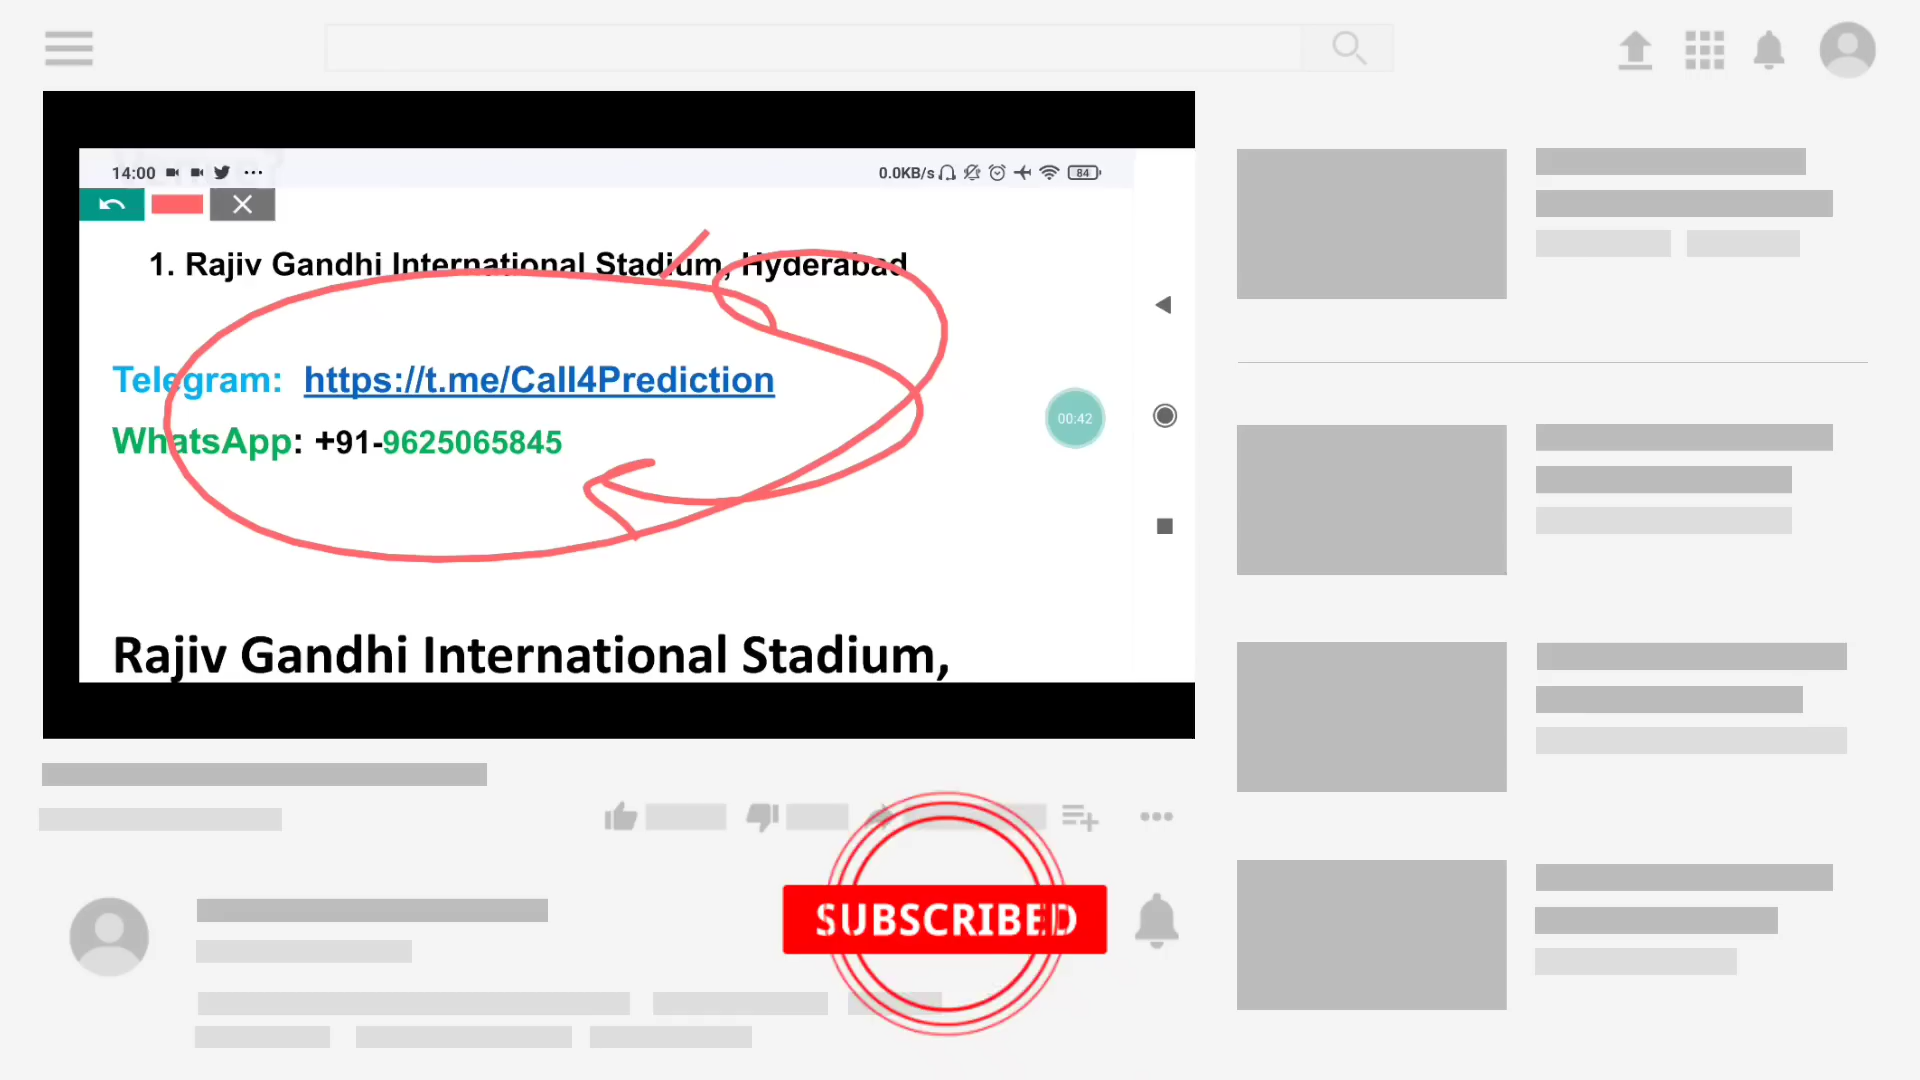 14:00
0.0KB/s
84
1. Rajiv Gandhi International Stadium, Hyderabad
Telegram: https://t.me/Call4Prediction
WhatsApp: +91-9625065845
00:42
Rajiv Gandhi International Stadium,
SUBSCRIBED